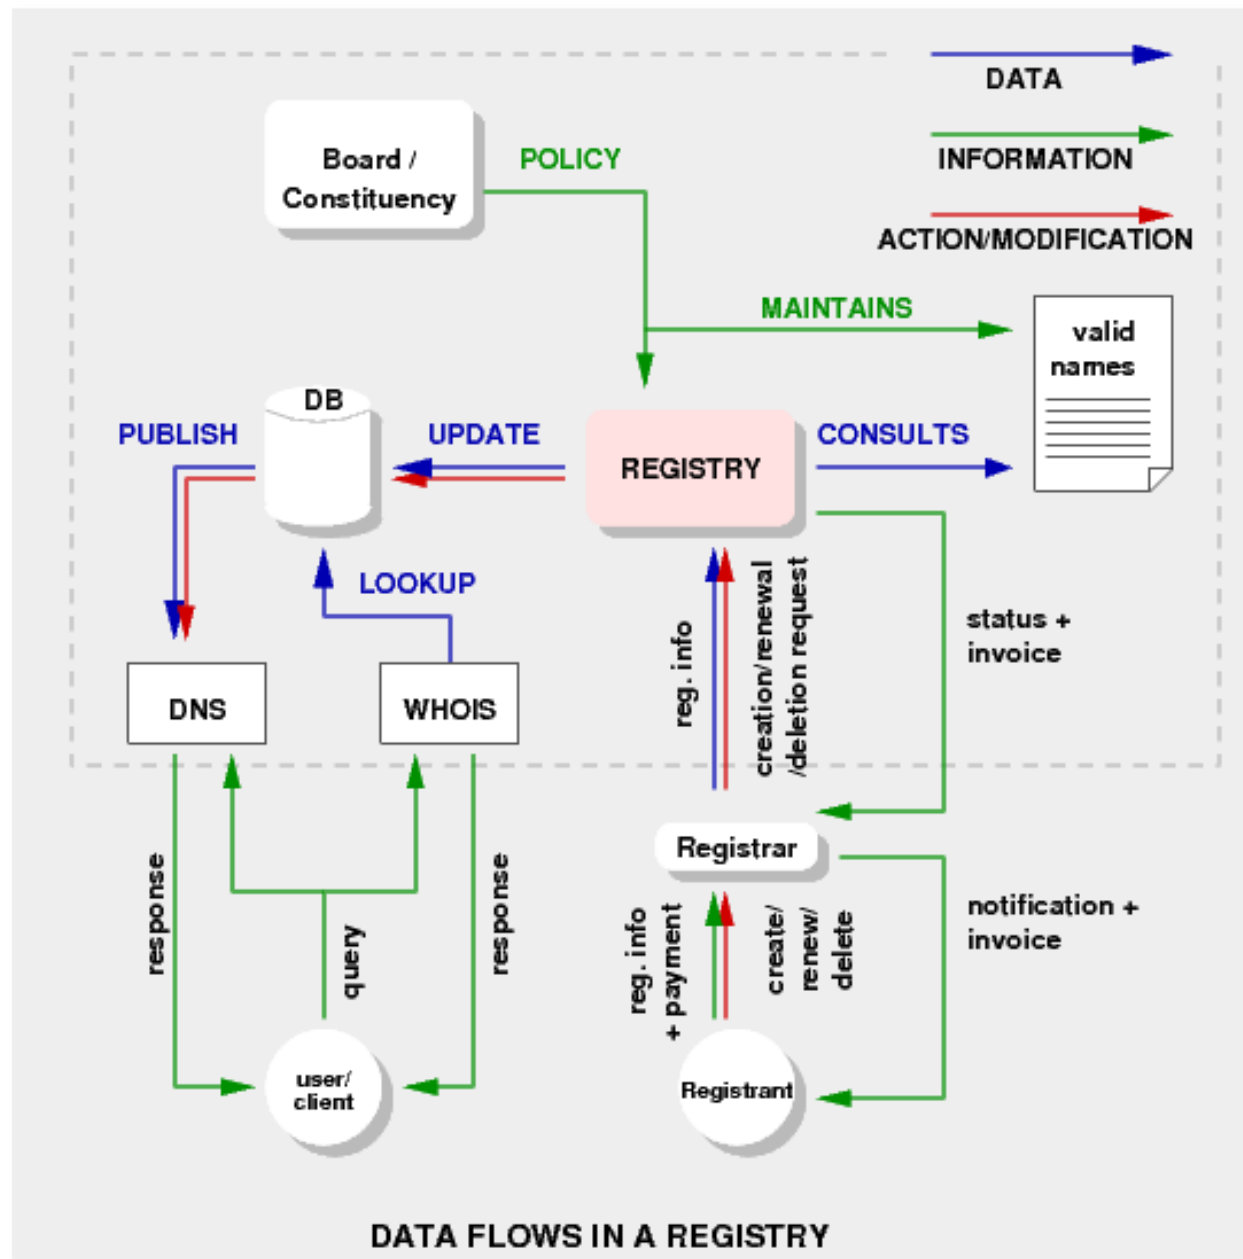 DATA
INFORMATION
ACTION/MODIFICATION
Board /
Constituency
POLICY
MAINTAINS
valid
names
DB
PUBLISH
UPDATE
REGISTRY
CONSULTS
LOOKUP
DNS
WHOIS
reg. info
creation/renewal
/deletion request
status +
invoice
Registrar
response
query
response
reg. info
+ payment
create/
renew/
delete
notification +
invoice
user/
client
Registrant
DATA FLOWS IN A REGISTRY